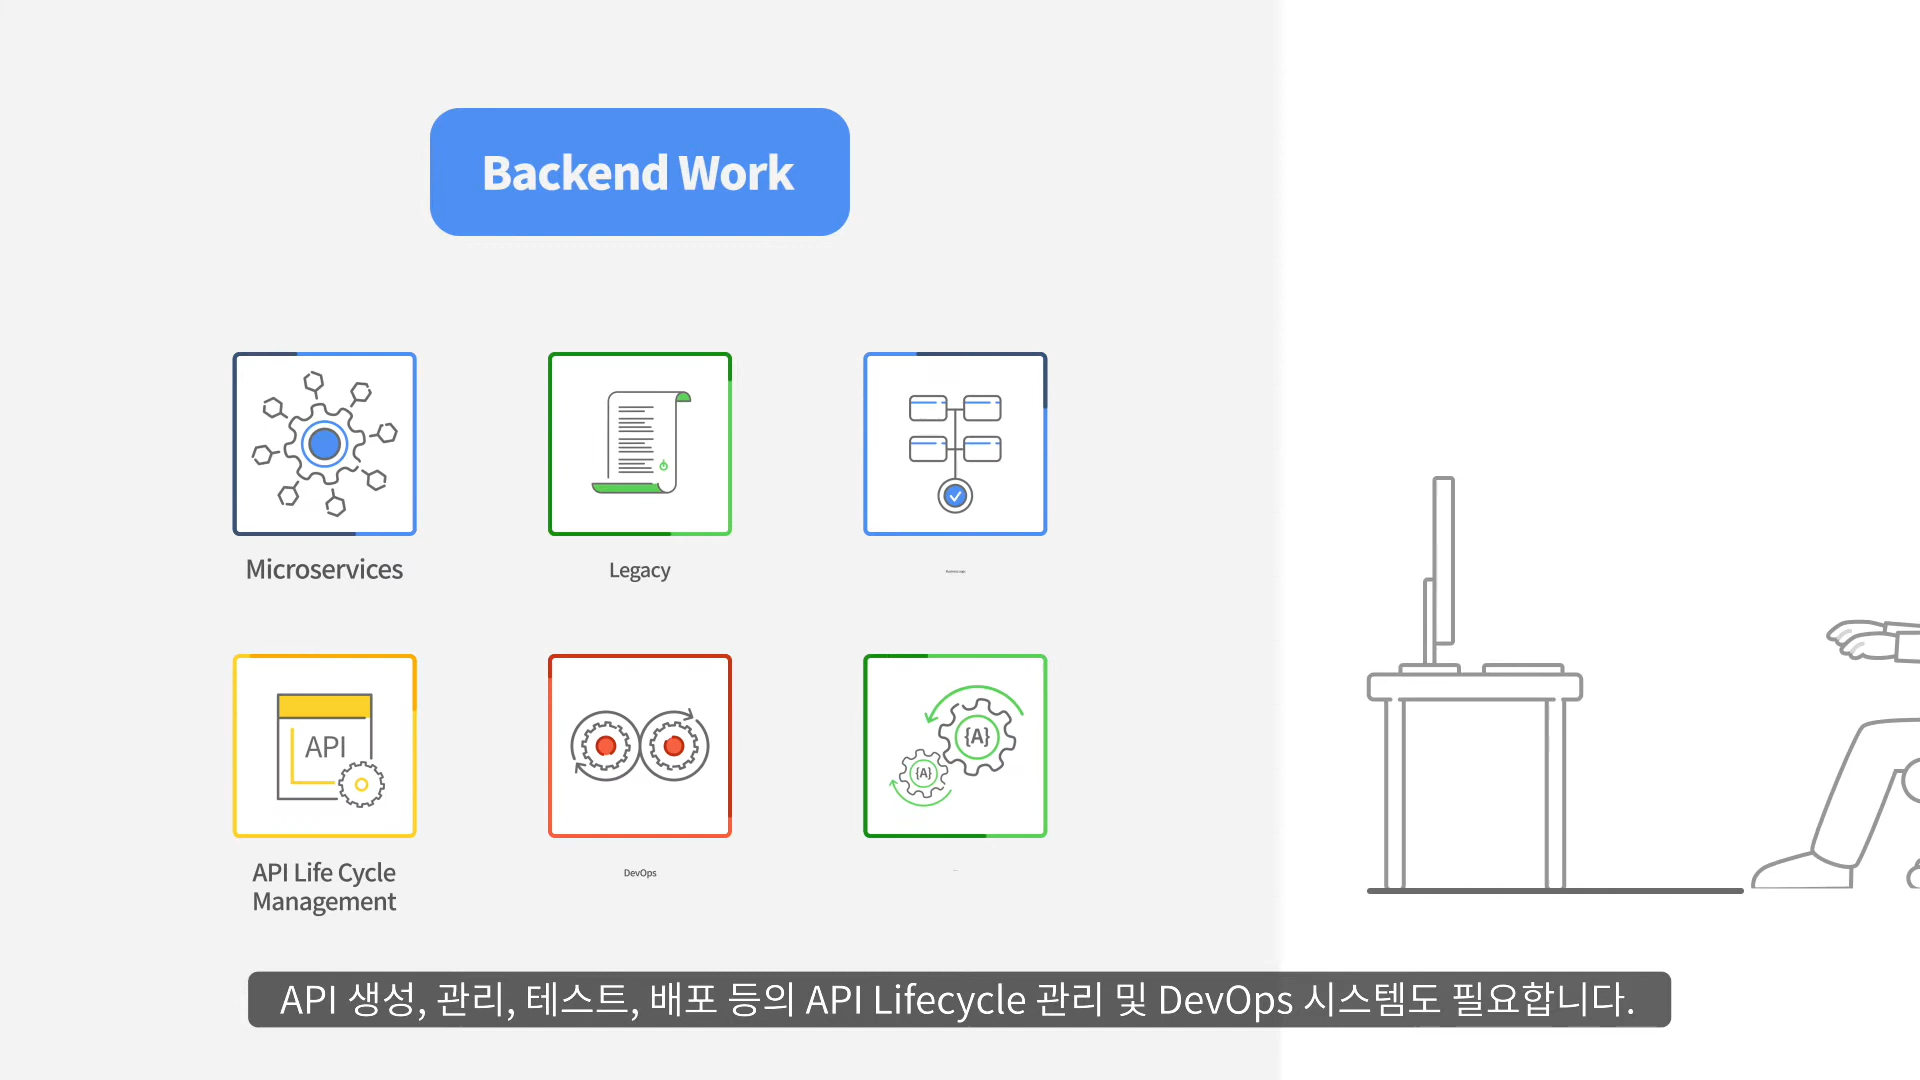 Backend Work
Microservices
Legacy
API
{A}
{A}
API Life Cycle
Management
DevOps
API 생성, 관리, 테스트, 배포 등의 API Lifecycle 관리 및 DevOps 시스템도 필요합니다.